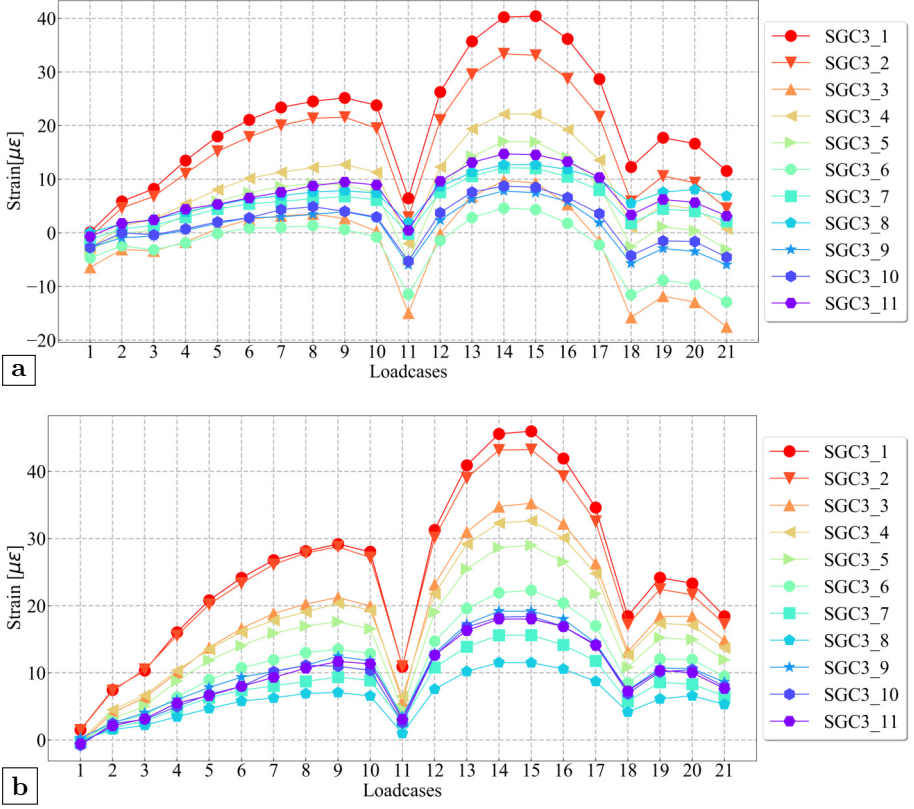 40
30
20
10
0
−10
−20
Strain[με]
1 2 3 4 5 6 7 8 9 10 11 12 13 14 15 16 17 18 19 20 21
Loadcases
SGC3_1
SGC3_2
SGC3_3
SGC3_4
SGC3_5
SGC3_6
SGC3_7
SGC3_8
SGC3_9
SGC3_10
SGC3_11
a
40
30
20
10
0
Strain [με]
1 2 3 4 5 6 7 8 9 10 11 12 13 14 15 16 17 18 19 20 21
Loadcases
SGC3_1
SGC3_2
SGC3_3
SGC3_4
SGC3_5
SGC3_6
SGC3_7
SGC3_8
SGC3_9
SGC3_10
SGC3_11
b